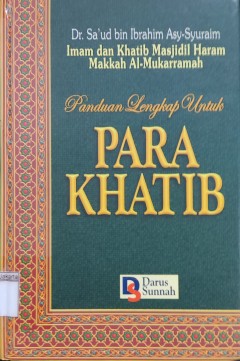 Dr. Sa'ud bin Ibrahim Asy-Syuraim
Imam dan Khatib Masjidil Haram
Makkah Al-Mukarramah
Panduan Lengkap Untuk
PARA
KHATIB
DS Darus
Sunnah